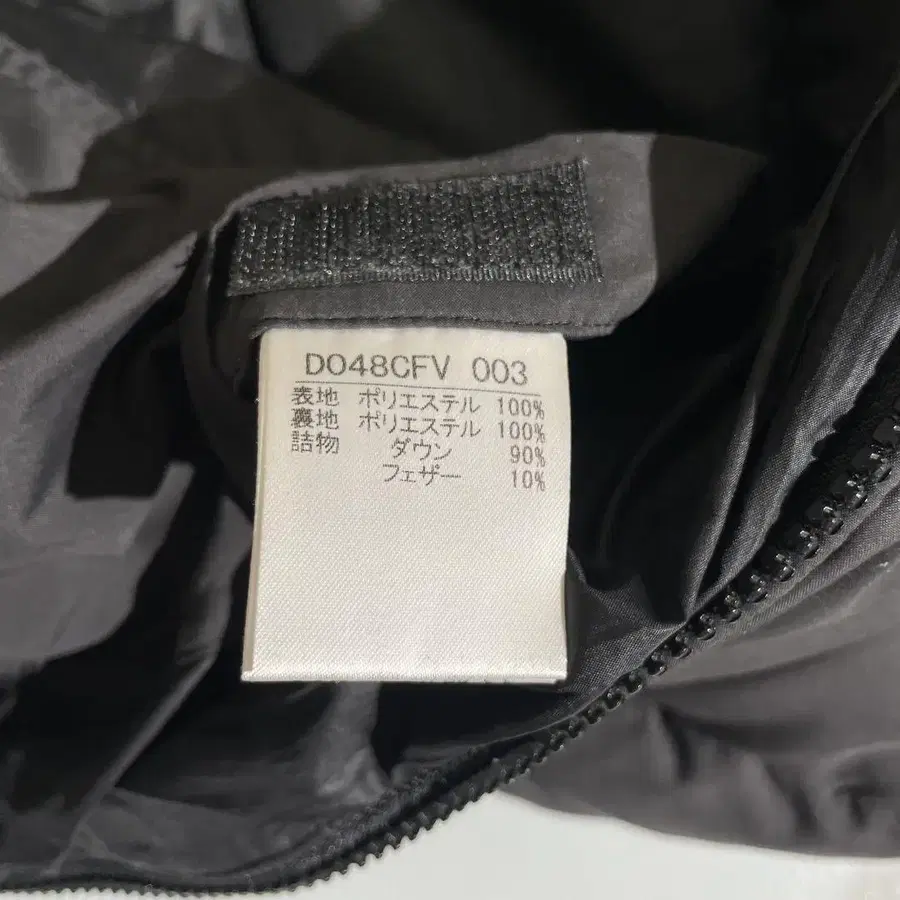 DO48CFV 003
表地 ポリエステル 100%
裏地 ポリエステル 100%
詰物 ダウン 90%
フェザー 10%